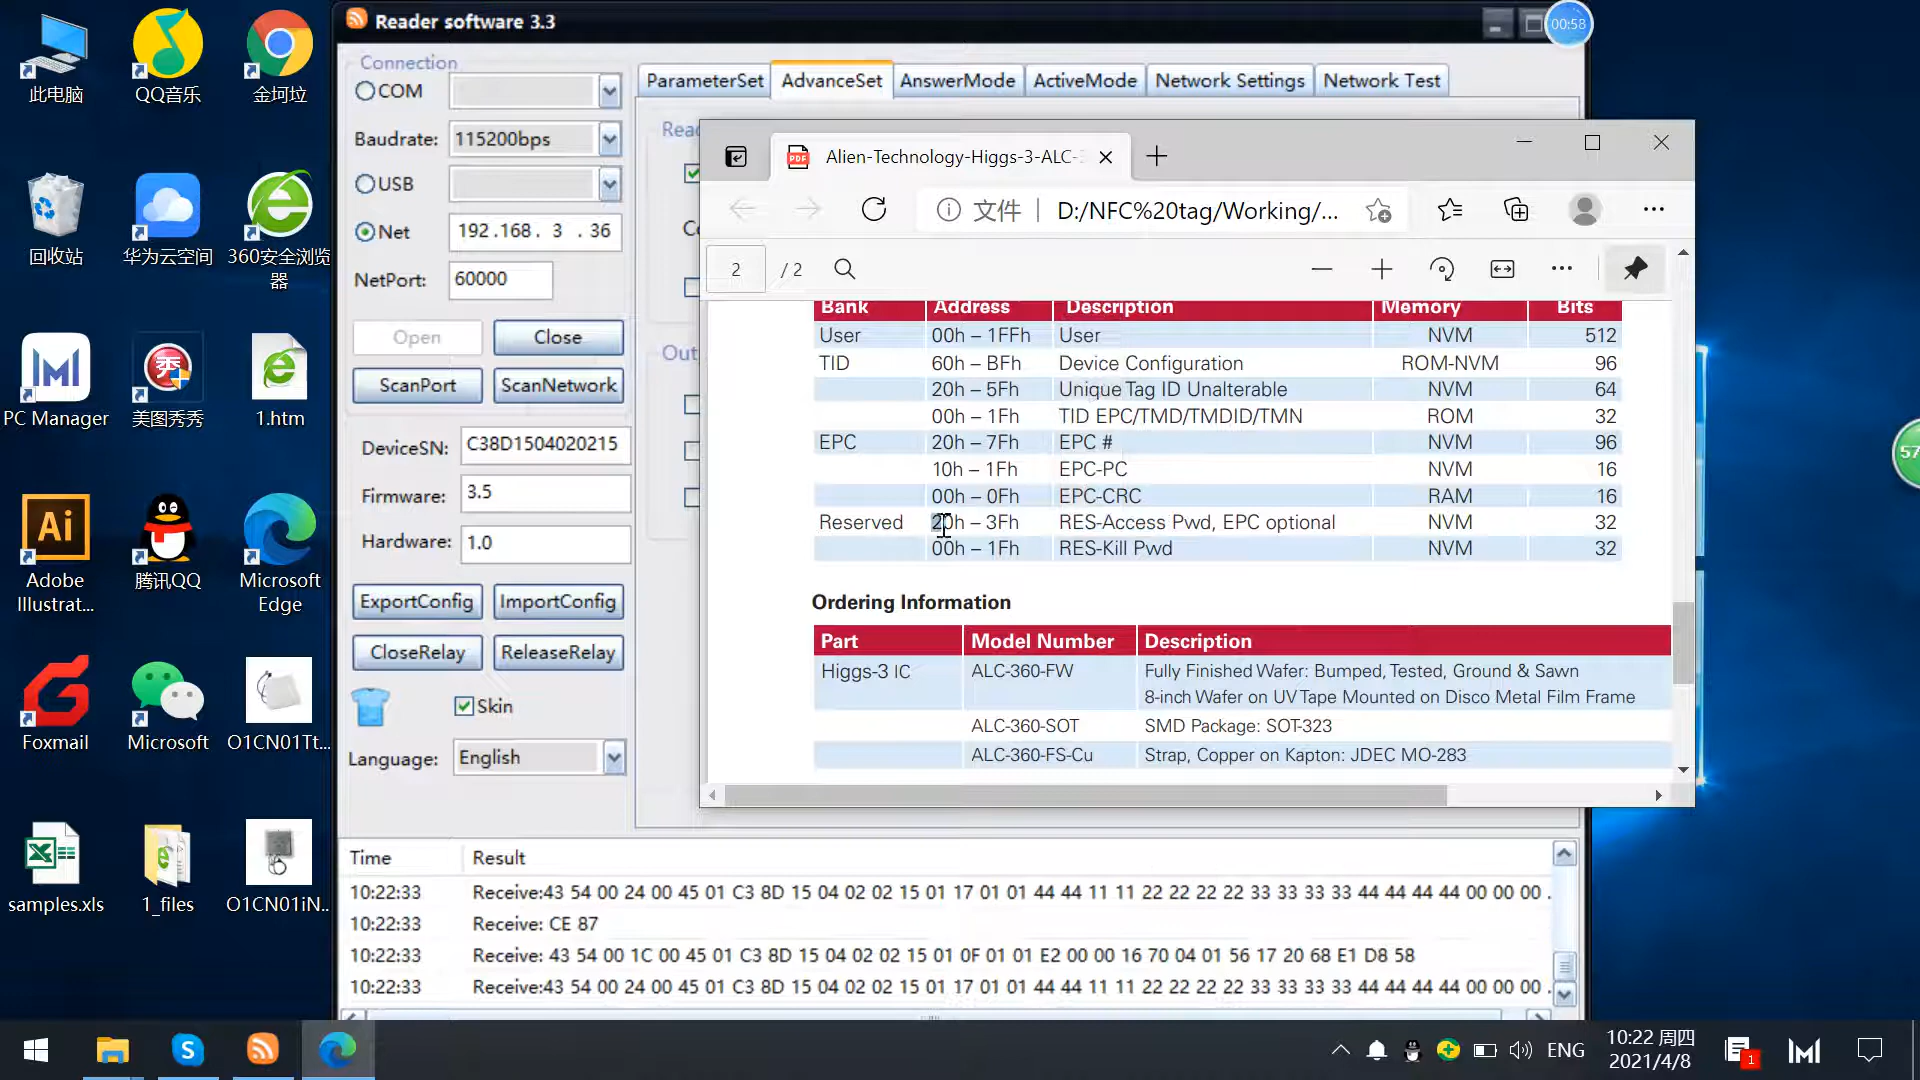 此电脑
QQ音乐
金坷垃
回收站
华为云空间
360安全浏览
器
PC Manager
美图秀秀
秀
1.htm
Ai
Adobe
Illustrat...
腾讯QQ
Microsoft
Edge
Foxmail
Microsoft
O1CN01Tt...
samples.xls
1_files
O1CN01iN...
Reader software 3.3
00:58
Connection
COM
Baudrate:
115200bps
USB
Net
192.168. 3 . 36
NetPort:
60000
Open
Close
ScanPort
ScanNetwork
DeviceSN:
C38D1504020215
Firmware:
3.5
Hardware:
1.0
ExportConfig
ImportConfig
CloseRelay
ReleaseRelay
Skin
Language:
English
ParameterSet
AdvanceSet
AnswerMode
ActiveMode
Network Settings
Network Test
Out
PDF
Alien-Technology-Higgs-3-ALC-
文件
D:/NFC%20tag/Working/...
2
/ 2
Bank Address Description Memory Bits
User 00h – 1FFh User NVM 512
TID 60h – BFh Device Configuration ROM-NVM 96
20h – 5Fh Unique Tag ID Unalterable NVM 64
00h – 1Fh TID EPC/TMD/TMDID/TMN ROM 32
EPC 20h – 7Fh EPC # NVM 96
10h – 1Fh EPC-PC NVM 16
00h – 0Fh EPC-CRC RAM 16
Reserved 20h – 3Fh RES-Access Pwd, EPC optional NVM 32
00h – 1Fh RES-Kill Pwd NVM 32
Ordering Information
Part Model Number Description
Higgs-3 IC ALC-360-FW Fully Finished Wafer: Bumped, Tested, Ground & Sawn
8-inch Wafer on UV Tape Mounted on Disco Metal Film Frame
ALC-360-SOT SMD Package: SOT-323
ALC-360-FS-Cu Strap, Copper on Kapton: JDEC MO-283
57
Time Result
10:22:33 Receive:43 54 00 24 00 45 01 C3 8D 15 04 02 02 15 01 17 01 01 44 44 11 11 22 22 22 22 33 33 33 33 44 44 44 44 00 00 00 .
10:22:33 Receive: CE 87
10:22:33 Receive: 43 54 00 1C 00 45 01 C3 8D 15 04 02 02 15 01 0F 01 01 E2 00 00 16 70 04 01 56 17 20 68 E1 D8 58
10:22:33 Receive:43 54 00 24 00 45 01 C3 8D 15 04 02 02 15 01 17 01 01 44 44 11 11 22 22 22 22 33 33 33 33 44 44 44 44 00 00 00 .
ENG
10:22 周四
2021/4/8
1